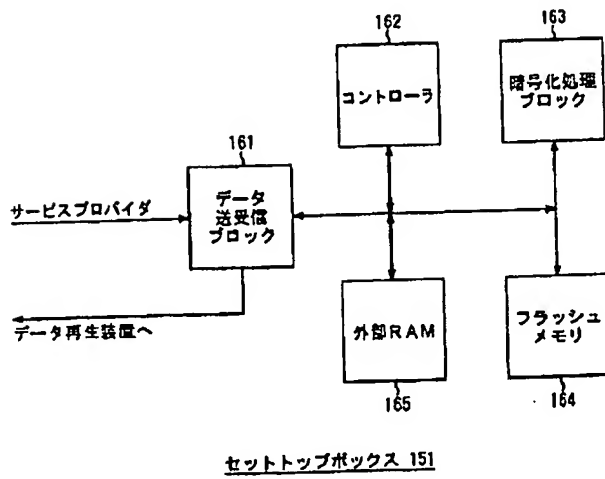 162
コントローラ
163
暗号化処理
ブロック
161
データ
送受信
ブロック
サービスプロバイダ
データ再生装置へ
外部RAM
165
フラッシュ
メモリ
164
セットトップボックス 151